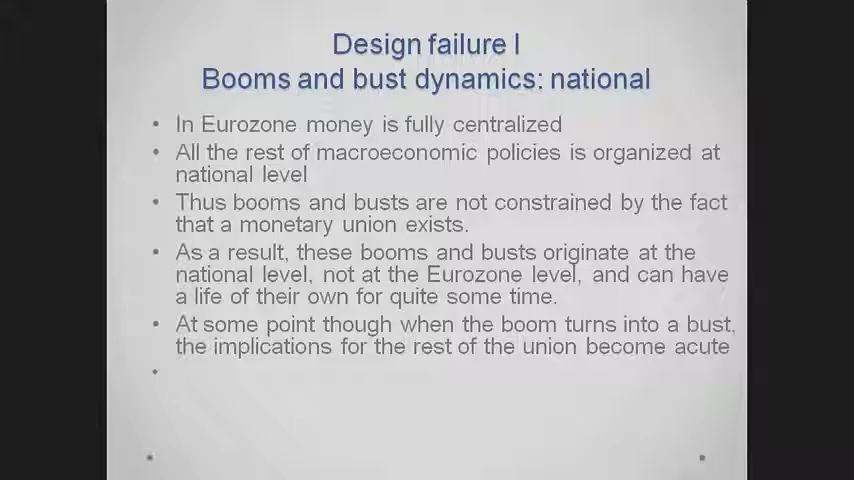 Design failure I
Booms and bust dynamics: national
• In Eurozone money is fully centralized
• All the rest of macroeconomic policies is organized at
national level
• Thus booms and busts are not constrained by the fact
that a monetary union exists.
• As a result, these booms and busts originate at the
national level, not at the Eurozone level, and can have
a life of their own for quite some time.
• At some point though when the boom turns into a bust,
the implications for the rest of the union become acute
•